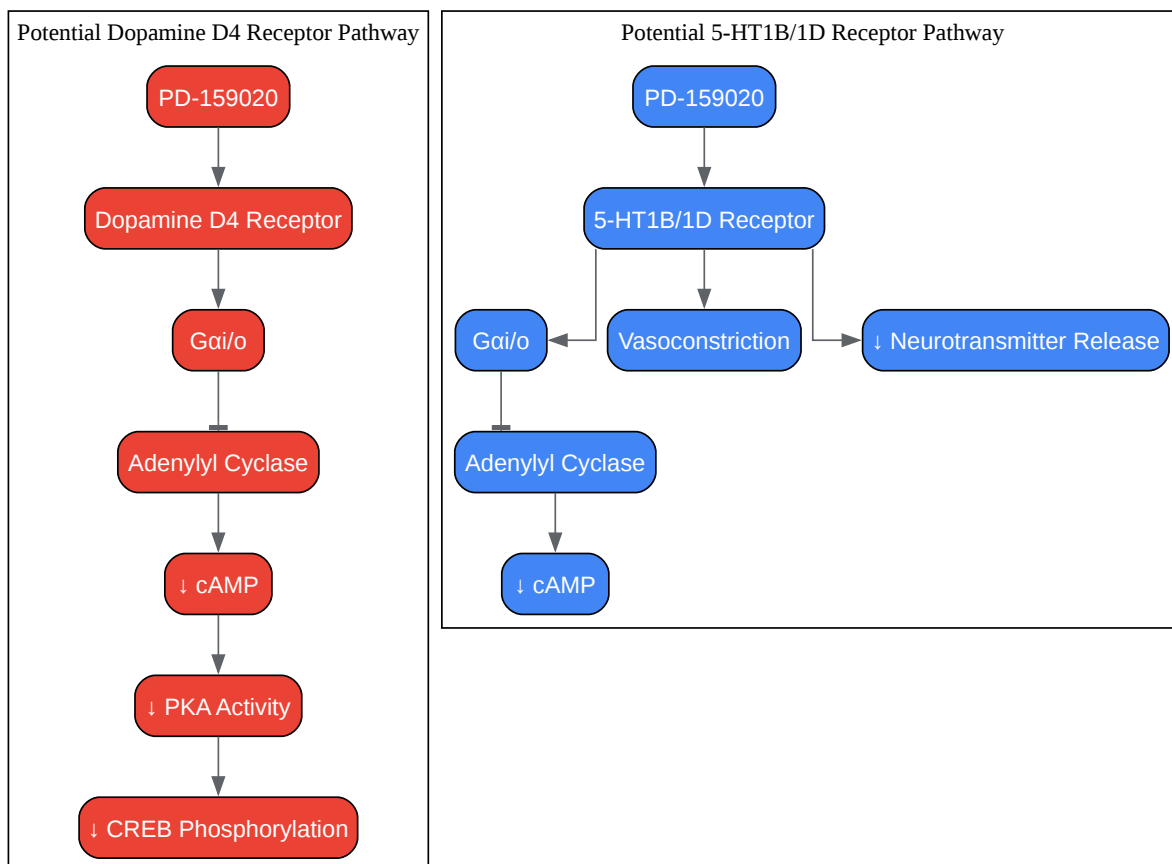 Potential Dopamine D4 Receptor Pathway
PD-159020
Dopamine D4 Receptor
Gαi/o
Adenylyl Cyclase
↓ cAMP
↓ PKA Activity
↓ CREB Phosphorylation
Potential 5-HT1B/1D Receptor Pathway
PD-159020
5-HT1B/1D Receptor
Gαi/o
Vasoconstriction
↓ Neurotransmitter Release
Adenylyl Cyclase
↓ cAMP